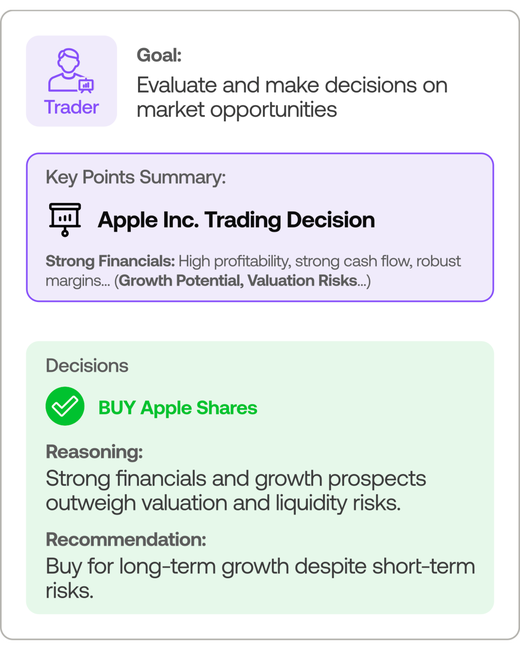 Trader
Goal:
Evaluate and make decisions on
market opportunities
Key Points Summary:
Apple Inc. Trading Decision
Strong Financials: High profitability, strong cash flow, robust
margins... (Growth Potential, Valuation Risks...)
Decisions
BUY Apple Shares
Reasoning:
Strong financials and growth prospects
outweigh valuation and liquidity risks.
Recommendation:
Buy for long-term growth despite short-term
risks.